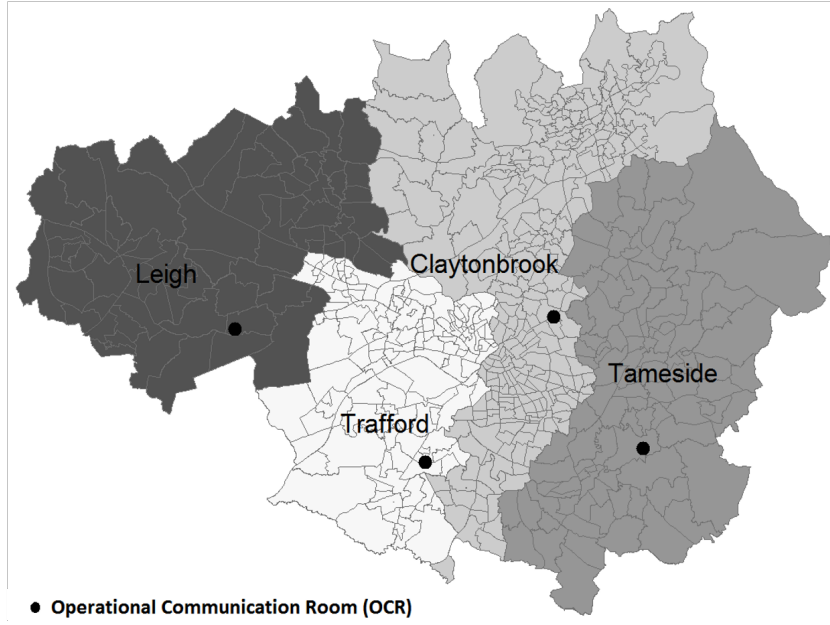 Claytonbrook
Leigh
Tameside
Trafford
Operational Communication Room (OCR)